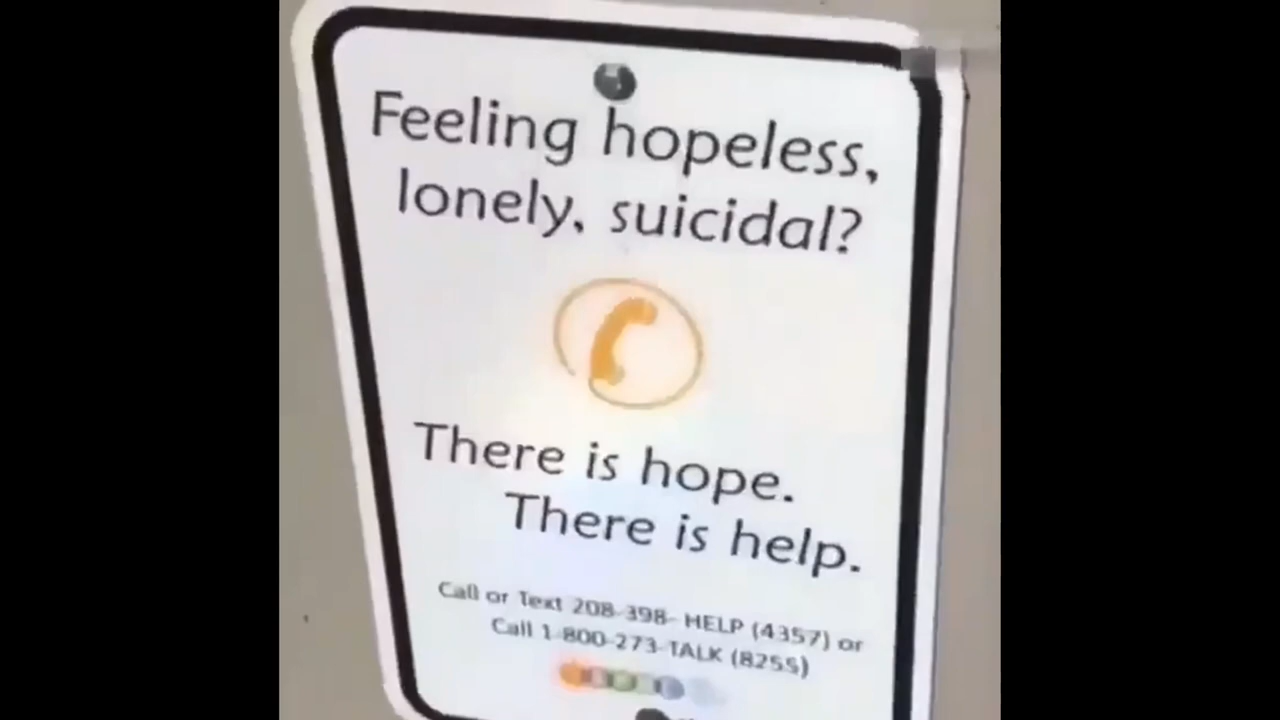 Feeling hopeless,
lonely, suicidal?
There is hope.
There is help.
Call or Text 208-398- HELP (4357) or
Call 1-800-273-TALK (8255)